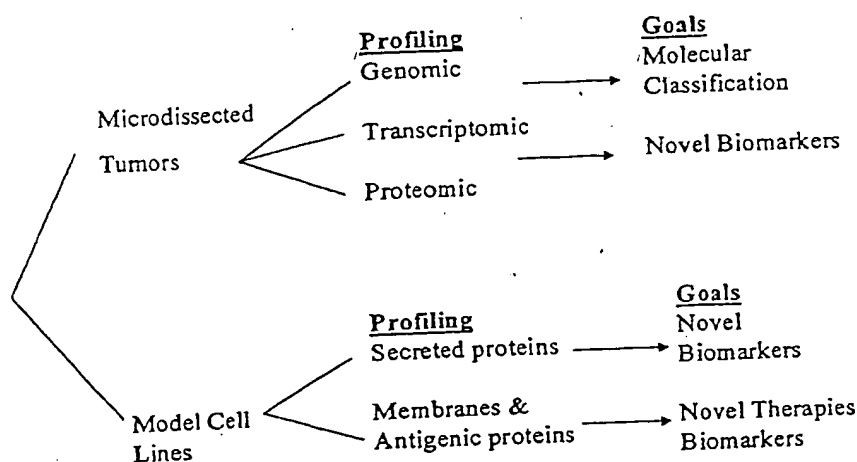 Profiling
Genomic
Goals
Molecular
Classification
Microdissected
Tumors
Transcriptomic
Novel Biomarkers
Proteomic
Profiling
Secreted proteins
Goals
Novel
Biomarkers
Model Cell
Lines
Membranes &
Antigenic proteins
Novel Therapies
Biomarkers